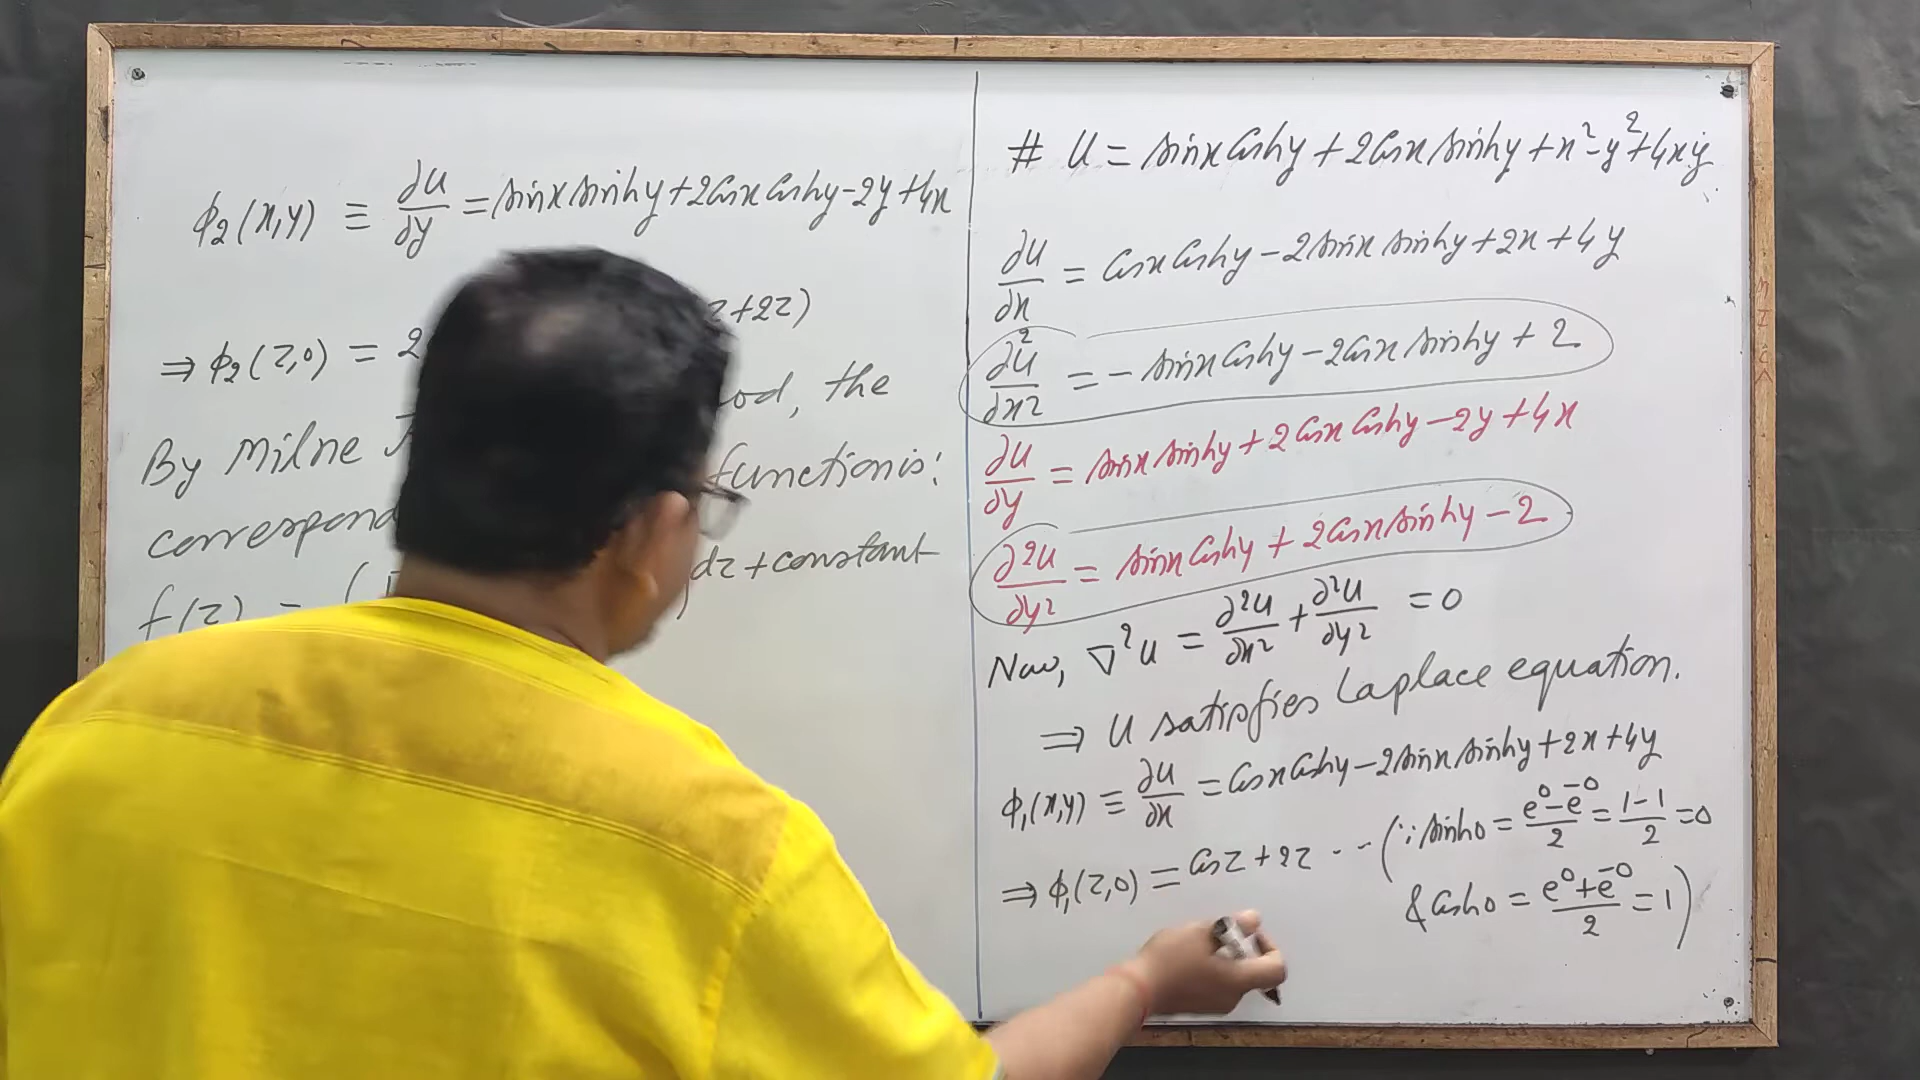 ϕ₂(x,y) ≡ ∂u/∂y = sinx sinhy + 2cosx coshy - 2y + 4x
⇒ ϕ₂(z,0) = 2 z + 2z)
By Milne od, the
correspond function is:
f(z) = dz + constant
# u = sinx coshy + 2cosx sinhy + x² - y² + 4xy
∂u/∂x = cosx coshy - 2sinx sinhy + 2x + 4y
∂²u/∂x² = - sinx coshy - 2cosx sinhy + 2
∂u/∂y = sinx sinhy + 2cosx coshy - 2y + 4x
∂²u/∂y² = sinx coshy + 2cosx sinhy - 2
Now, ∇²u = ∂²u/∂x² + ∂²u/∂y² = 0
⇒ u satisfies Laplace equation.
ϕ₁(x,y) ≡ ∂u/∂x = cosx coshy - 2sinx sinhy + 2x + 4y
⇒ ϕ₁(z,0) = cosz + 2z -- (∵ sinh0 = (e⁰ - e⁻⁰)/2 = (1-1)/2 = 0
& cosh0 = (e⁰ + e⁻⁰)/2 = 1)